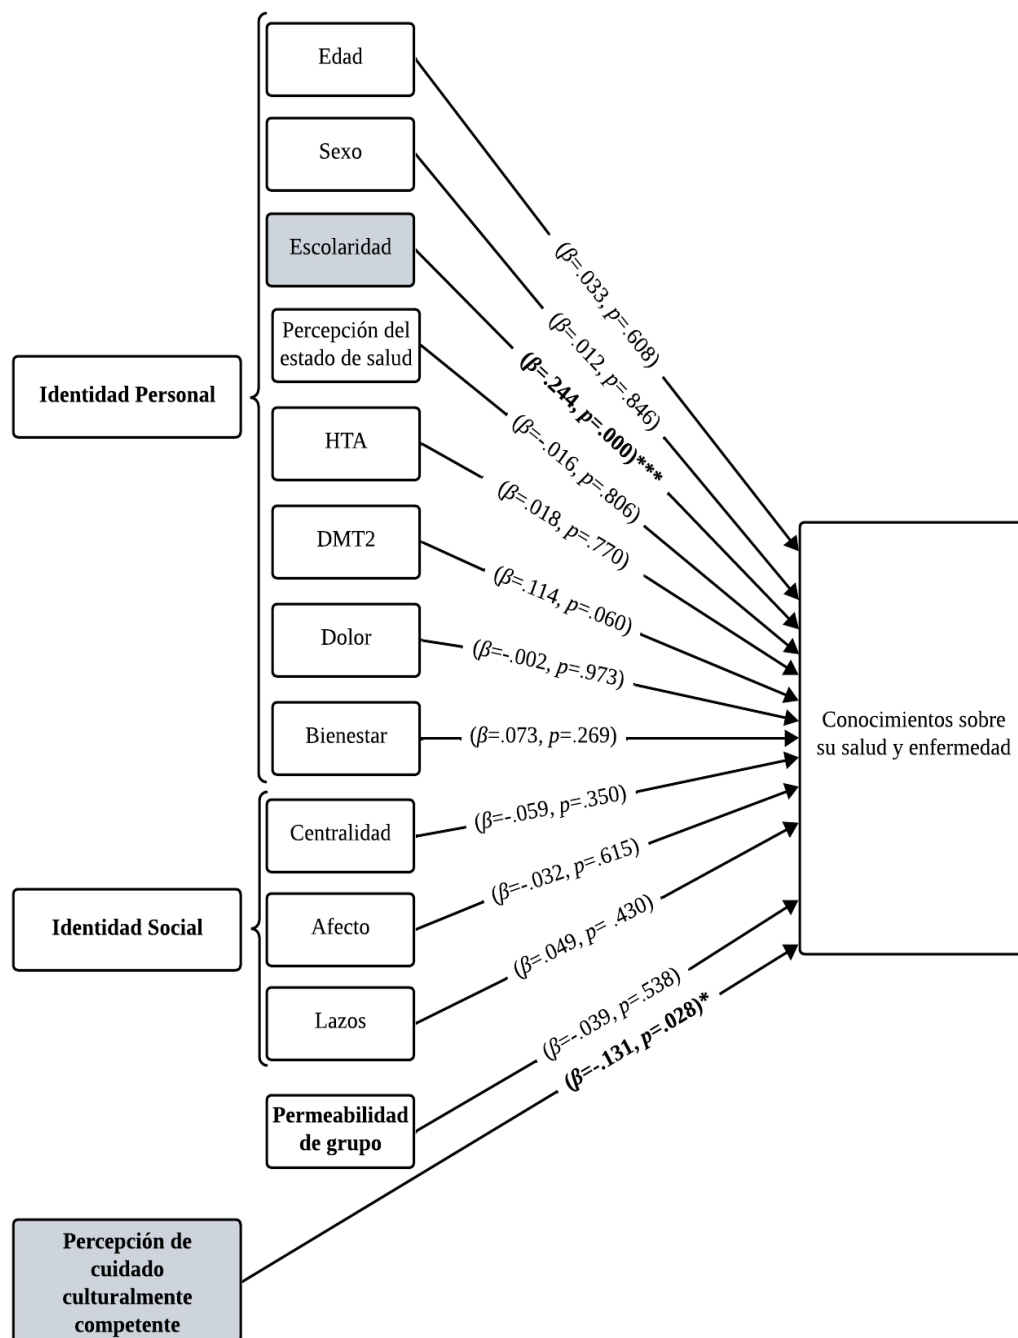 Edad
Sexo
Escolaridad
Percepción del
estado de salud
HTA
DMT2
Dolor
Bienestar
Identidad Personal
Centralidad
Afecto
Lazos
Identidad Social
Permeabilidad
de grupo
Percepción de
cuidado
culturalmente
competente
(β=.033, p=.608)
(β=.012, p=.846)
(β=.244, p=.000)***
(β=-.016, p=.806)
(β=.018, p=.770)
(β=.114, p=.060)
(β=-.002, p=.973)
(β=.073, p=.269)
(β=-.059, p=.350)
(β=-.032, p=.615)
(β=.049, p= .430)
(β=-.039, p=.538)
(β=-.131, p=.028)*
Conocimientos sobre
su salud y enfermedad